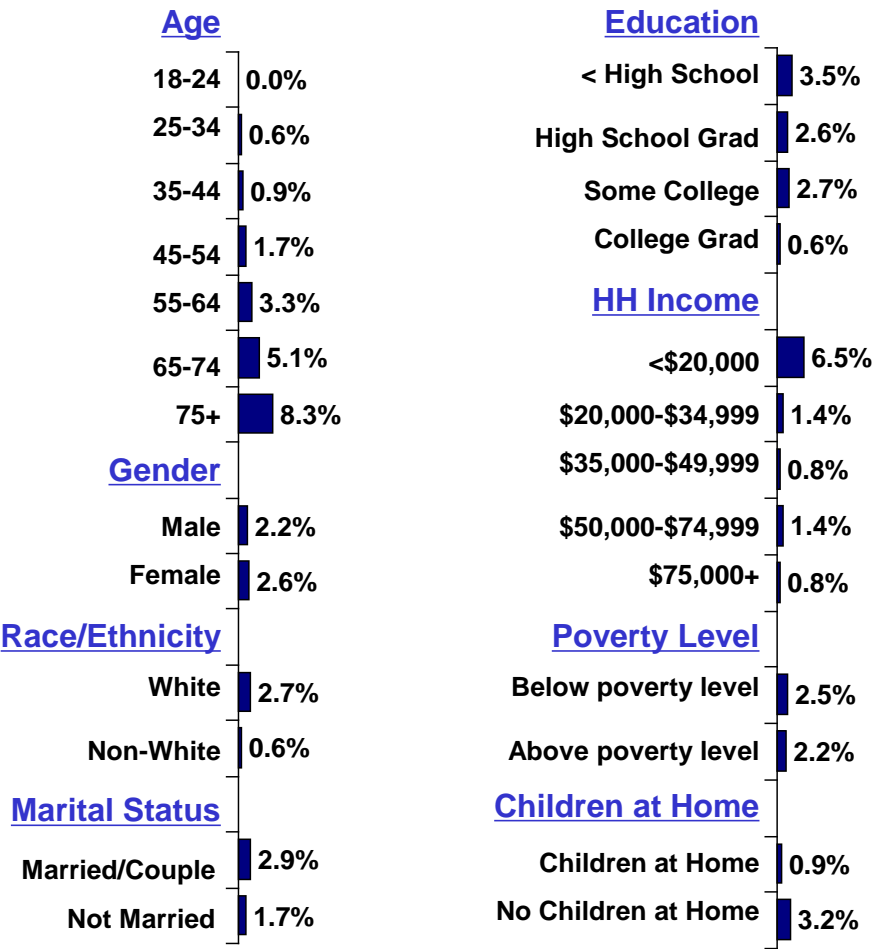 Age
18-24 0.0%
25-34 0.6%
35-44 0.9%
45-54 1.7%
55-64 3.3%
65-74 5.1%
75+ 8.3%
Gender
Male 2.2%
Female 2.6%
Race/Ethnicity
White 2.7%
Non-White 0.6%
Marital Status
Married/Couple 2.9%
Not Married 1.7%
Education
< High School 3.5%
High School Grad 2.6%
Some College 2.7%
College Grad 0.6%
HH Income
<$20,000 6.5%
$20,000-$34,999 1.4%
$35,000-$49,999 0.8%
$50,000-$74,999 1.4%
$75,000+ 0.8%
Poverty Level
Below poverty level 2.5%
Above poverty level 2.2%
Children at Home
Children at Home 0.9%
No Children at Home 3.2%